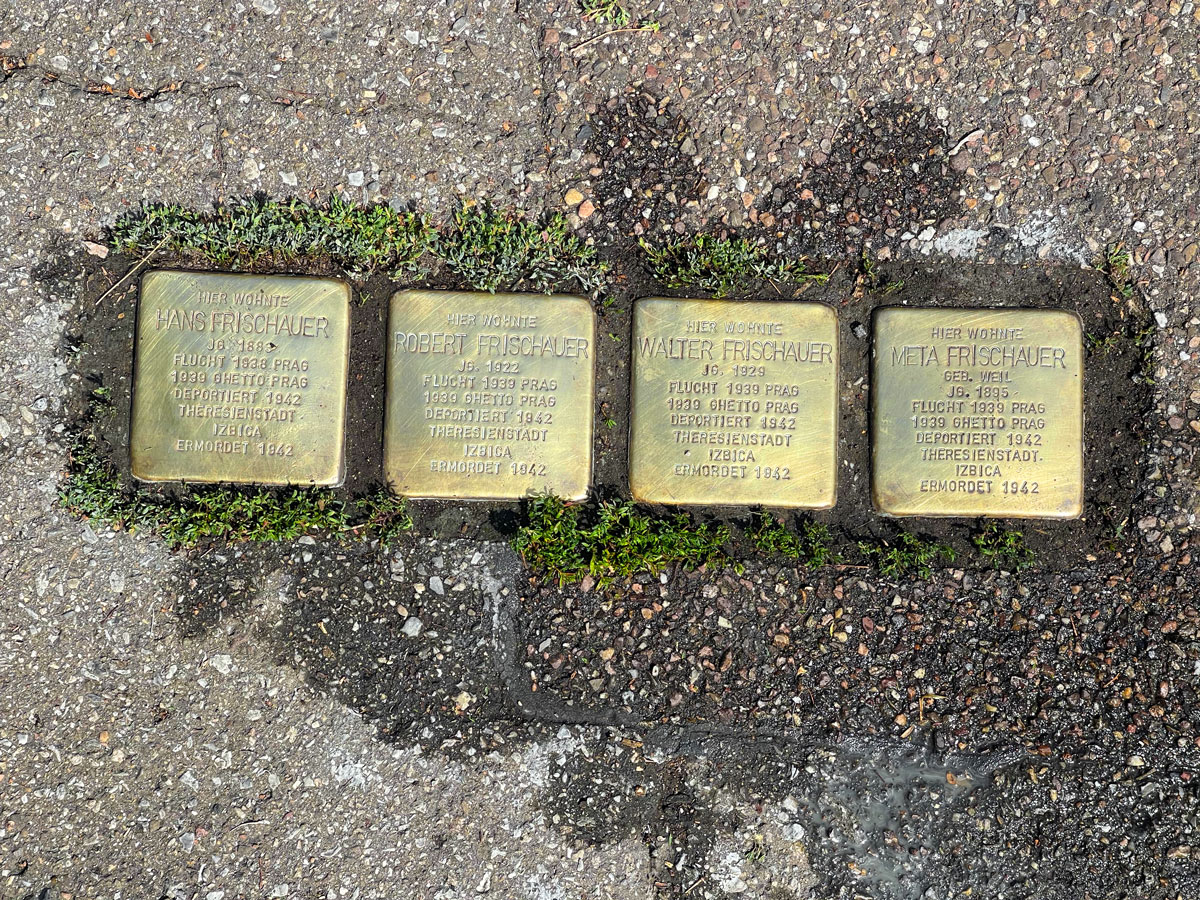 HIER WOHNTE
HANS FRISCHAUER
JG.
FLUCHT 1938 PRAG
1939 GHETTO PRAG
DEPORTIERT 1942
THERESIENSTADT
IZBICA
ERMORDET 1942
HIER WOHNTE
ROBERT FRISCHAUER
JG. 1922
FLUCHT 1939 PRAG
1939 GHETTO PRAG
DEPORTIERT 1942
THERESIENSTADT
IZBICA
ERMORDET 1942
HIER WOHNTE
WALTER FRISCHAUER
JG. 1929
FLUCHT 1939 PRAG
1939 GHETTO PRAG
DEPORTIERT 1942
THERESIENSTADT
IZBICA
ERMORDET 1942
HIER WOHNTE
META FRISCHAUER
GEB. WEIL
JG. 1895
FLUCHT 1939 PRAG
1939 GHETTO PRAG
DEPORTIERT 1942
THERESIENSTADT
IZBICA
ERMORDET 1942